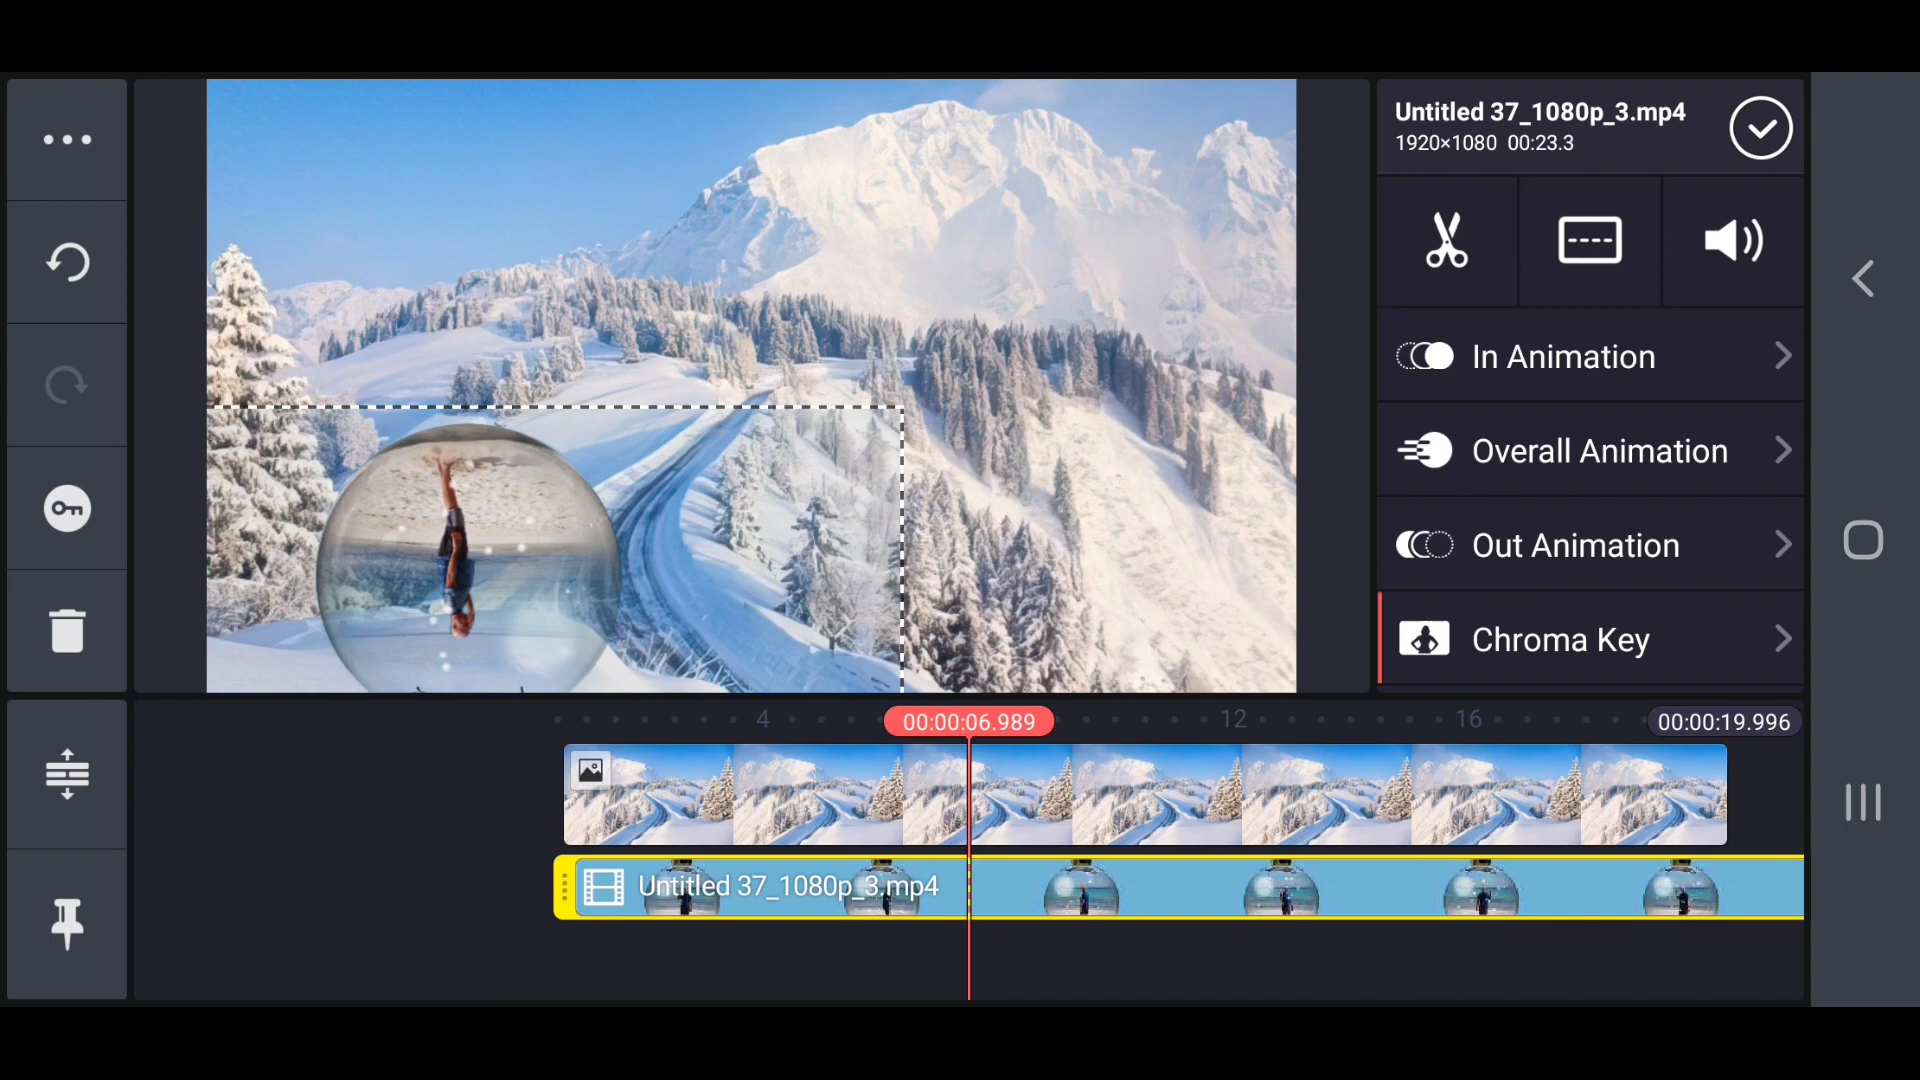 Untitled 37_1080p_3.mp4
1920×1080 00:23.3
In Animation
Overall Animation
Out Animation
Chroma Key
4
00:00:06.989
12
16
00:00:19.996
Untitled 37_1080p_3.mp4